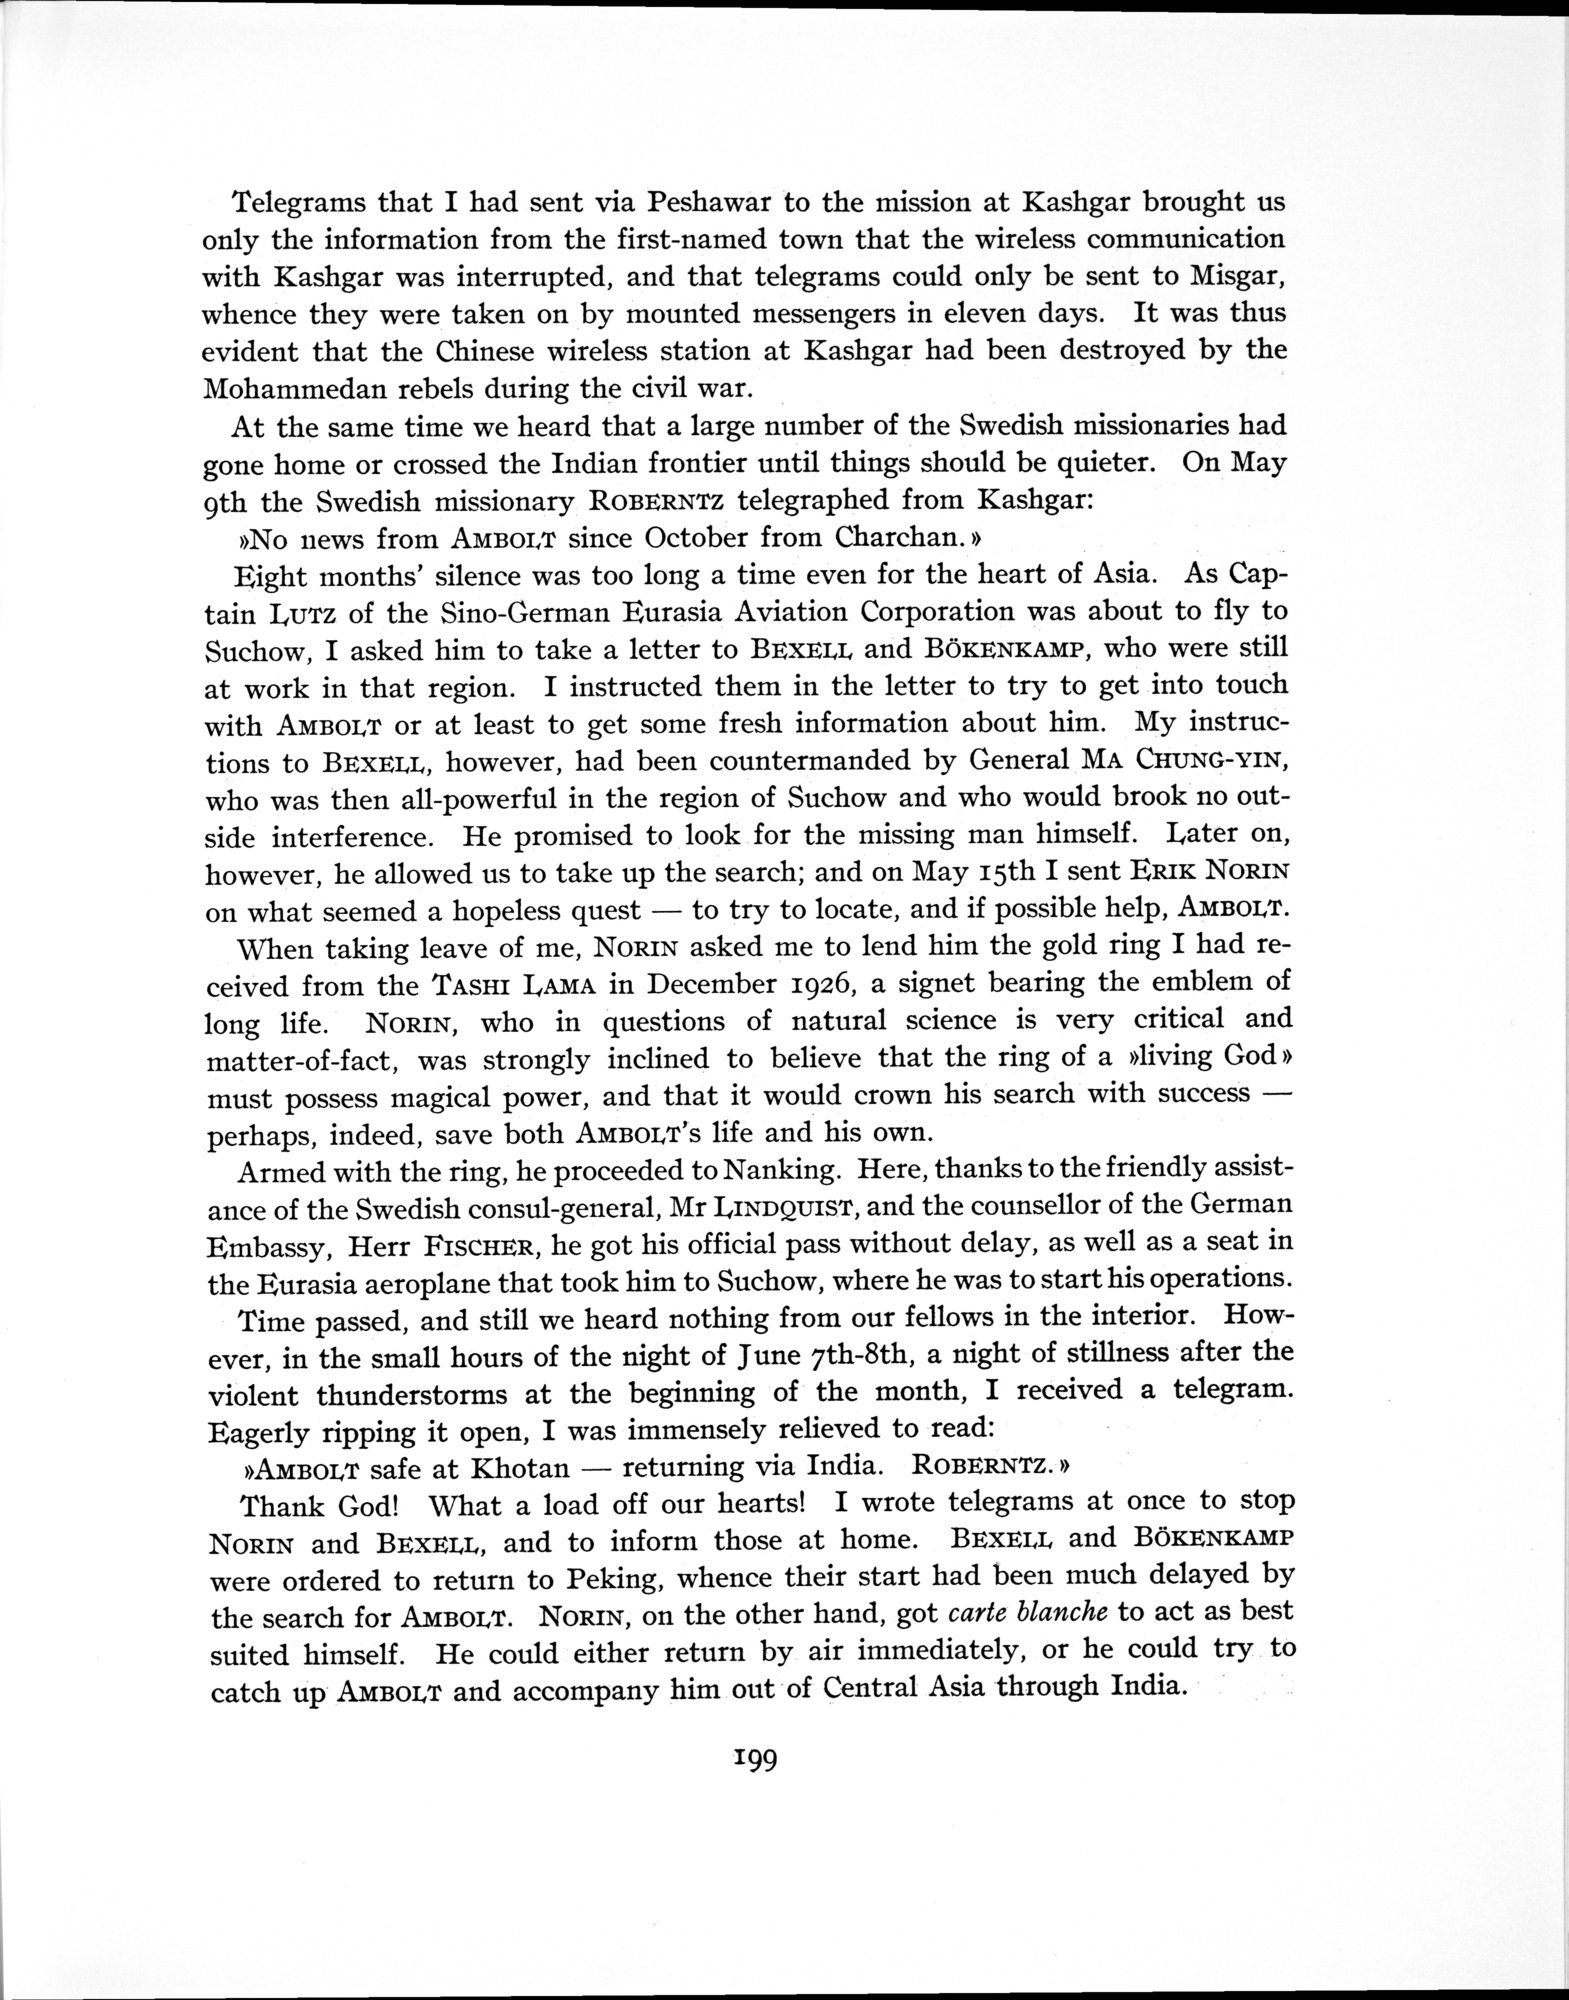 Telegrams that I had sent via Peshawar to the mission at Kashgar brought us
only the information from the first-named town that the wireless communication
with Kashgar was interrupted, and that telegrams could only be sent to Misgar,
whence they were taken on by mounted messengers in eleven days. It was thus
evident that the Chinese wireless station at Kashgar had been destroyed by the
Mohammedan rebels during the civil war.
At the same time we heard that a large number of the Swedish missionaries had
gone home or crossed the Indian frontier until things should be quieter. On May
9th the Swedish missionary ROBERNTZ telegraphed from Kashgar:
»No news from AMBOLT since October from Charchan.»
Eight months' silence was too long a time even for the heart of Asia. As Cap-
tain LUTZ of the Sino-German Eurasia Aviation Corporation was about to fly to
Suchow, I asked him to take a letter to BEXELL and BÖKENKAMP, who were still
at work in that region. I instructed them in the letter to try to get into touch
with AMBOLT or at least to get some fresh information about him. My instruc-
tions to BEXELL, however, had been countermanded by General MA CHUNG-YIN,
who was then all-powerful in the region of Suchow and who would brook no out-
side interference. He promised to look for the missing man himself. Later on,
however, he allowed us to take up the search; and on May 15th I sent ERIK NORIN
on what seemed a hopeless quest — to try to locate, and if possible help, AMBOLT.
When taking leave of me, NORIN asked me to lend him the gold ring I had re-
ceived from the TASHI LAMA in December 1926, a signet bearing the emblem of
long life. NORIN, who in questions of natural science is very critical and
matter-of-fact, was strongly inclined to believe that the ring of a »living God»
must possess magical power, and that it would crown his search with success —
perhaps, indeed, save both AMBOLT's life and his own.
Armed with the ring, he proceeded to Nanking. Here, thanks to the friendly assist-
ance of the Swedish consul-general, Mr LINDQUIST, and the counsellor of the German
Embassy, Herr FISCHER, he got his official pass without delay, as well as a seat in
the Eurasia aeroplane that took him to Suchow, where he was to start his operations.
Time passed, and still we heard nothing from our fellows in the interior. How-
ever, in the small hours of the night of June 7th-8th, a night of stillness after the
violent thunderstorms at the beginning of the month, I received a telegram.
Eagerly ripping it open, I was immensely relieved to read:
»AMBOLT safe at Khotan — returning via India. ROBERNTZ.»
Thank God! What a load off our hearts! I wrote telegrams at once to stop
NORIN and BEXELL, and to inform those at home. BEXELL and BÖKENKAMP
were ordered to return to Peking, whence their start had been much delayed by
the search for AMBOLT. NORIN, on the other hand, got carte blanche to act as best
suited himself. He could either return by air immediately, or he could try to
catch up AMBOLT and accompany him out of Central Asia through India.
199